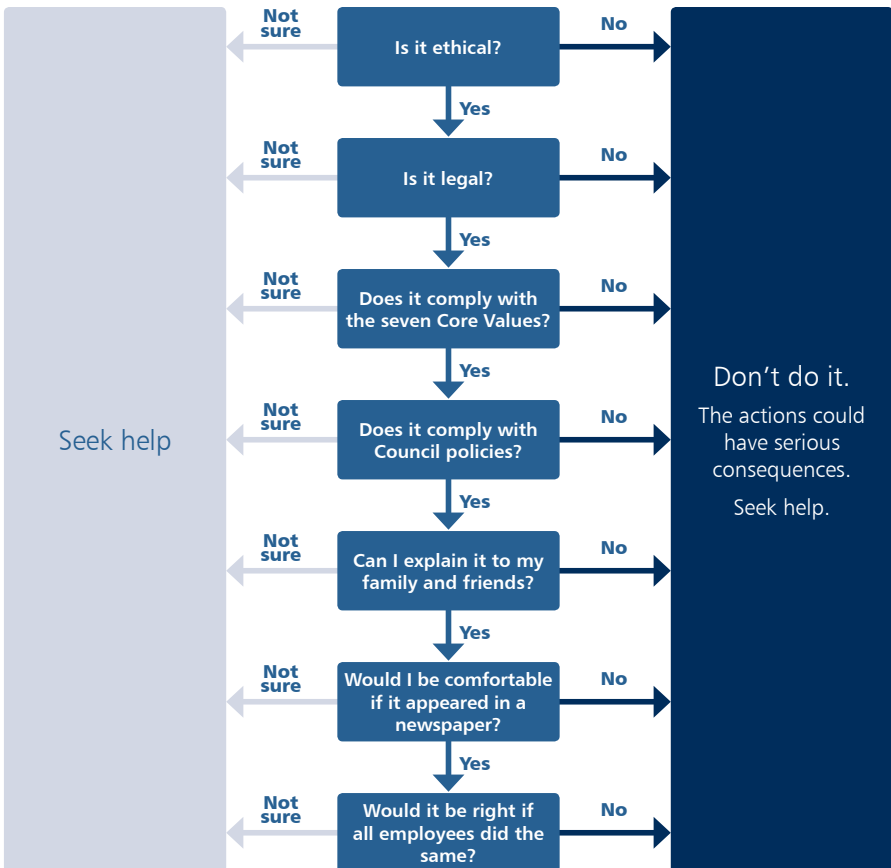 Not
sure
Is it ethical?
No
Yes
Not
sure
Is it legal?
No
Yes
Not
sure
Does it comply with
the seven Core Values?
No
Yes
Not
sure
Does it comply with
Council policies?
No
Yes
Not
sure
Can I explain it to my
family and friends?
No
Yes
Not
sure
Would I be comfortable
if it appeared in a
newspaper?
No
Yes
Not
sure
Would it be right if
all employees did the
same?
No
Seek help
Don't do it.
The actions could
have serious
consequences.
Seek help.